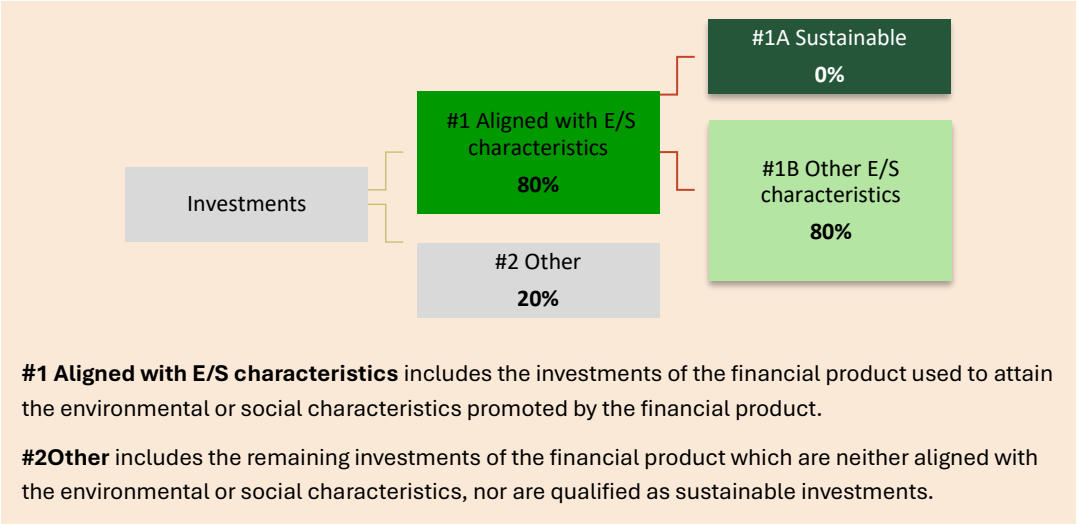 #1A Sustainable
0%
#1 Aligned with E/S
characteristics
80%
#1B Other E/S
characteristics
80%
Investments
#2 Other
20%
#1 Aligned with E/S characteristics includes the investments of the financial product used to attain
the environmental or social characteristics promoted by the financial product.
#2Other includes the remaining investments of the financial product which are neither aligned with
the environmental or social characteristics, nor are qualified as sustainable investments.